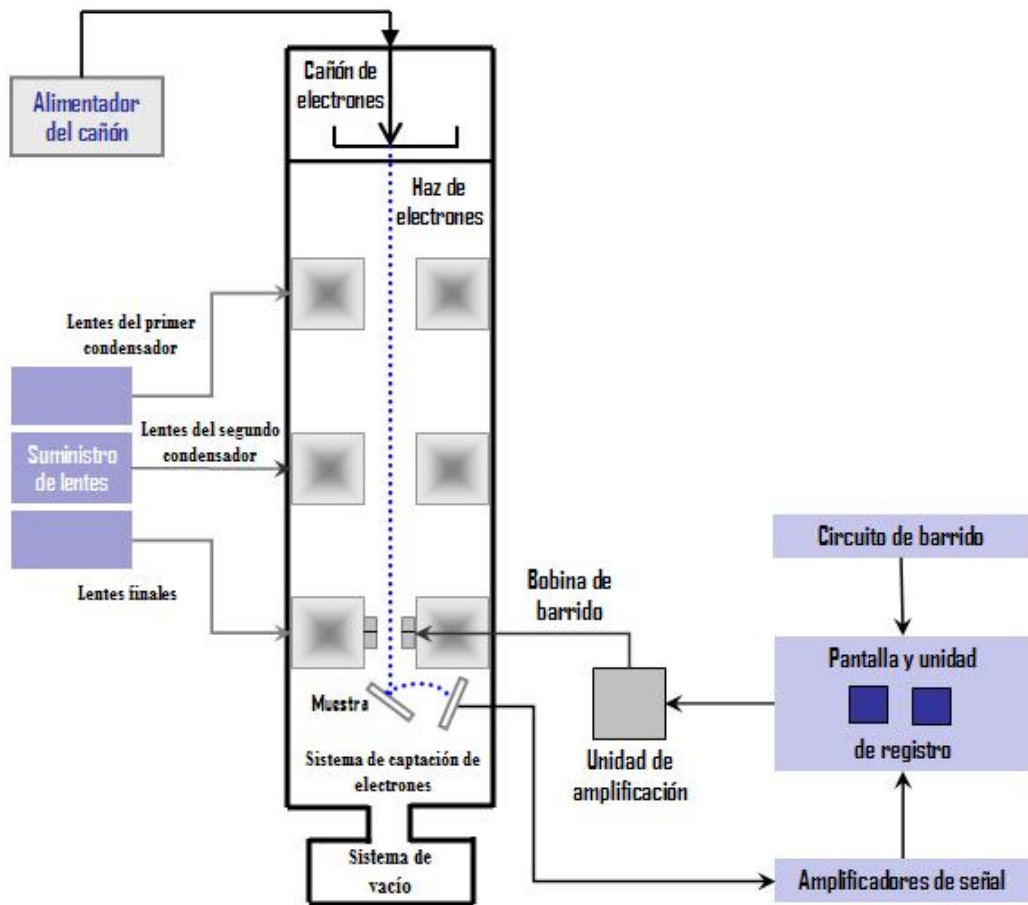 Cañón de
electrones
Alimentador
del cañón
Haz de
electrones
Lentes del primer
condensador
Lentes del segundo
condensador
Suministro
de lentes
Lentes finales
Bobina de
barrido
Circuito de barrido
Pantalla y unidad
de registro
Muestra
Unidad de
amplificación
Sistema de captación de
electrones
Sistema de
vacío
Amplificadores de señal